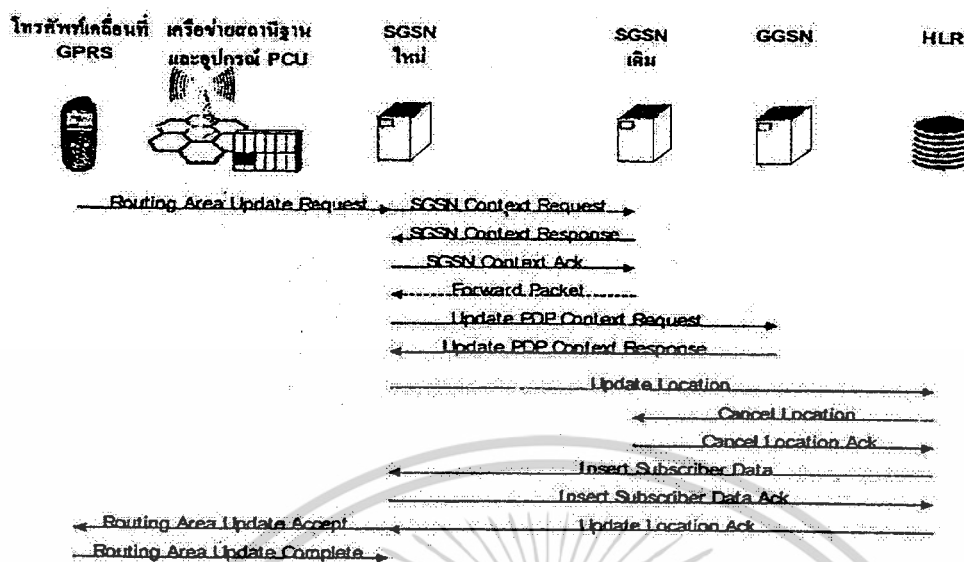 โทรศัพท์เคลื่อนที่
GPRS
เครือข่ายสถานีฐาน
และอุปกรณ์ PCU
SGSN
ใหม่
SGSN
เดิม
GGSN
HLR
Routing Area Update Request
SGSN Context Request
SGSN Context Response
SGSN Context Ack
Forward Packet
Update PDP Context Request
Update PDP Context Response
Update Location
Cancel Location
Cancel Location Ack
Insert Subscriber Data
Insert Subscriber Data Ack
Routing Area Update Accept
Update Location Ack
Routing Area Update Complete